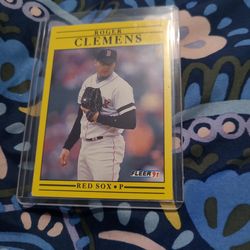 ROGER
CLEMENS
FLEER '91
RED SOX • P